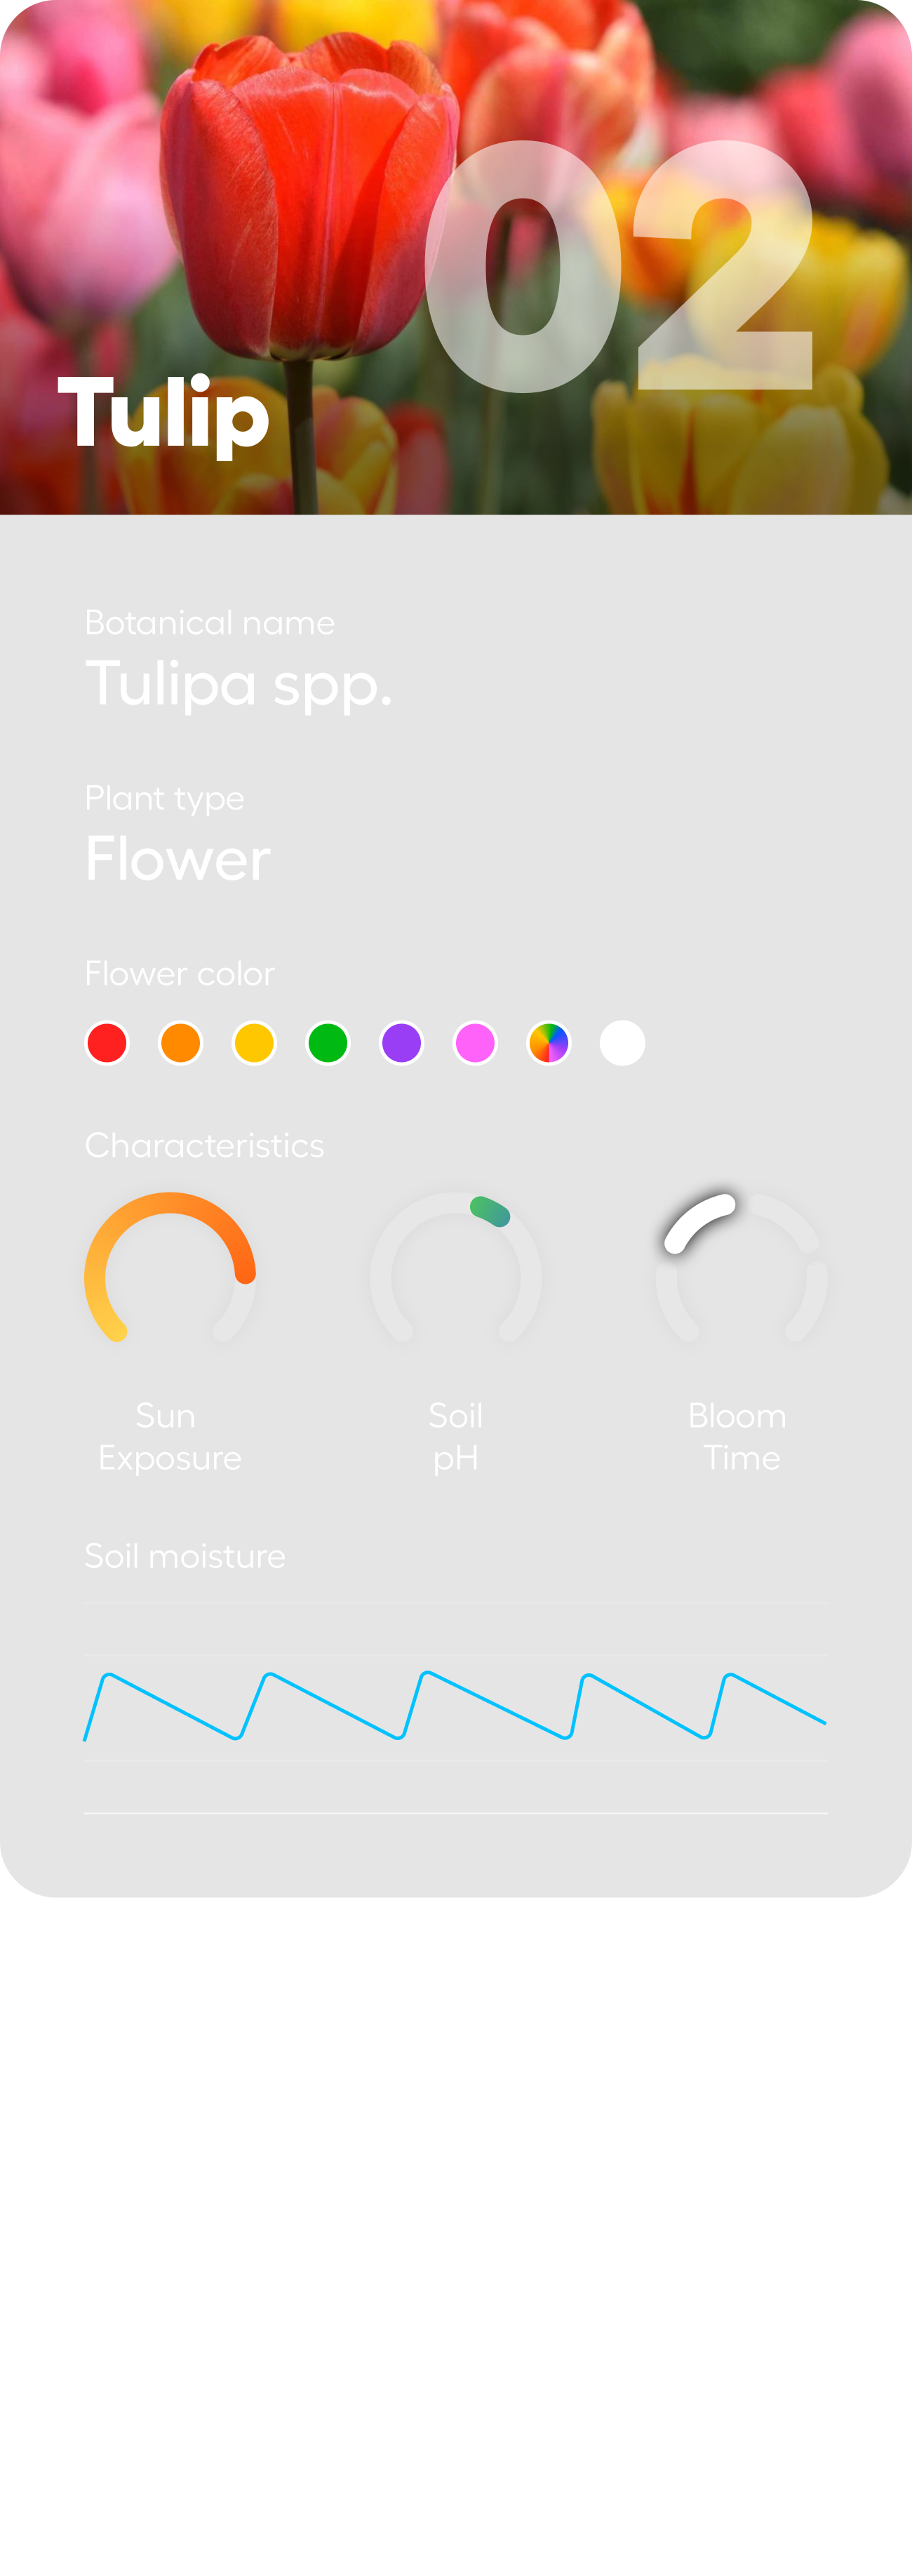 02
Tulip
Botanical name
Tulipa spp.
Plant type
Flower
Flower color
Characteristics
Sun
Exposure
Soil
pH
Bloom
Time
Soil moisture